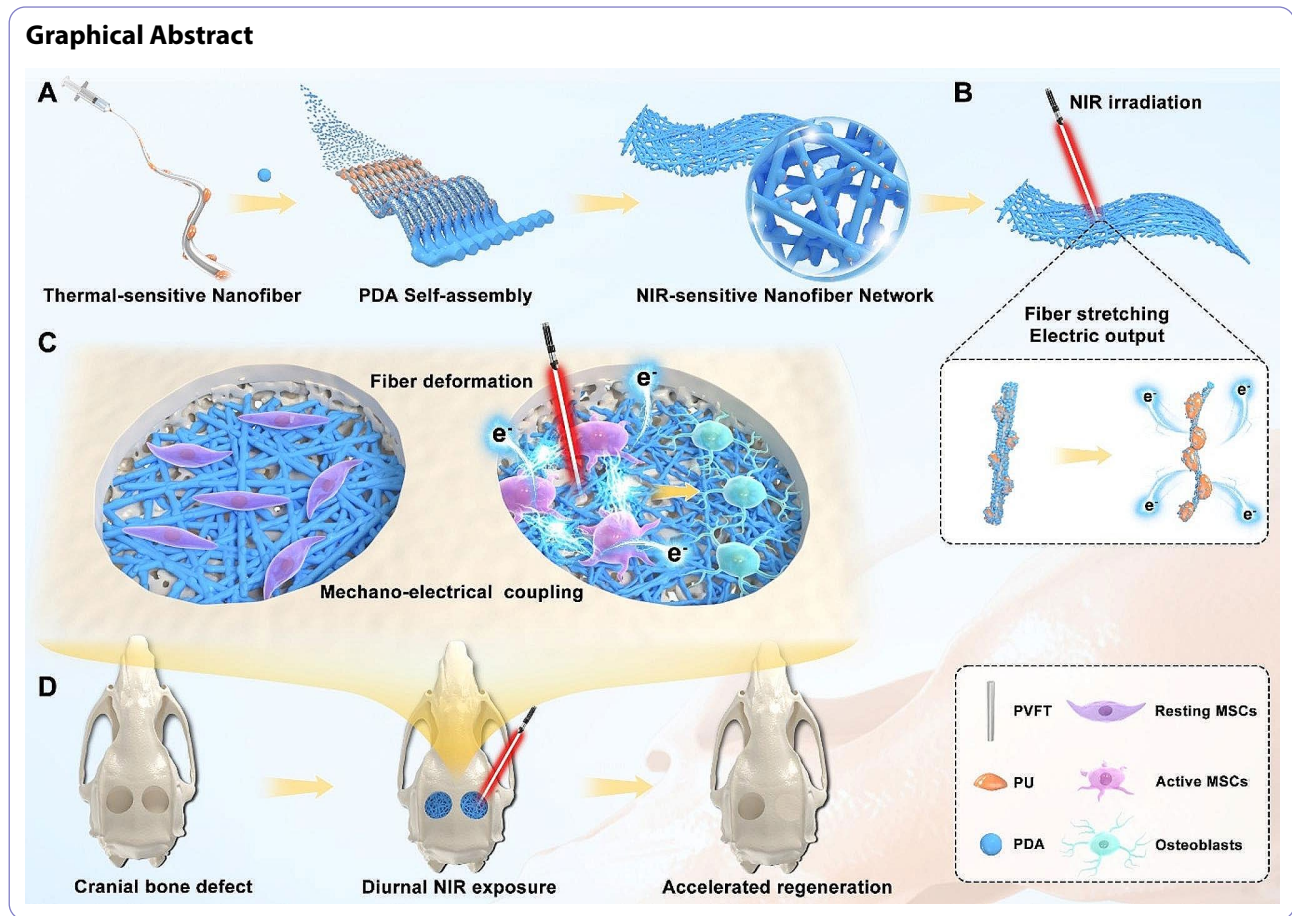 Graphical Abstract
A
B
NIR irradiation
Thermal-sensitive Nanofiber
PDA Self-assembly
NIR-sensitive Nanofiber Network
Fiber stretching
Electric output
e-
e-
e-
e-
C
Fiber deformation
e-
e-
e-
Mechano-electrical coupling
D
Cranial bone defect
Diurnal NIR exposure
Accelerated regeneration
PVFT
Resting MSCs
PU
Active MSCs
PDA
Osteoblasts